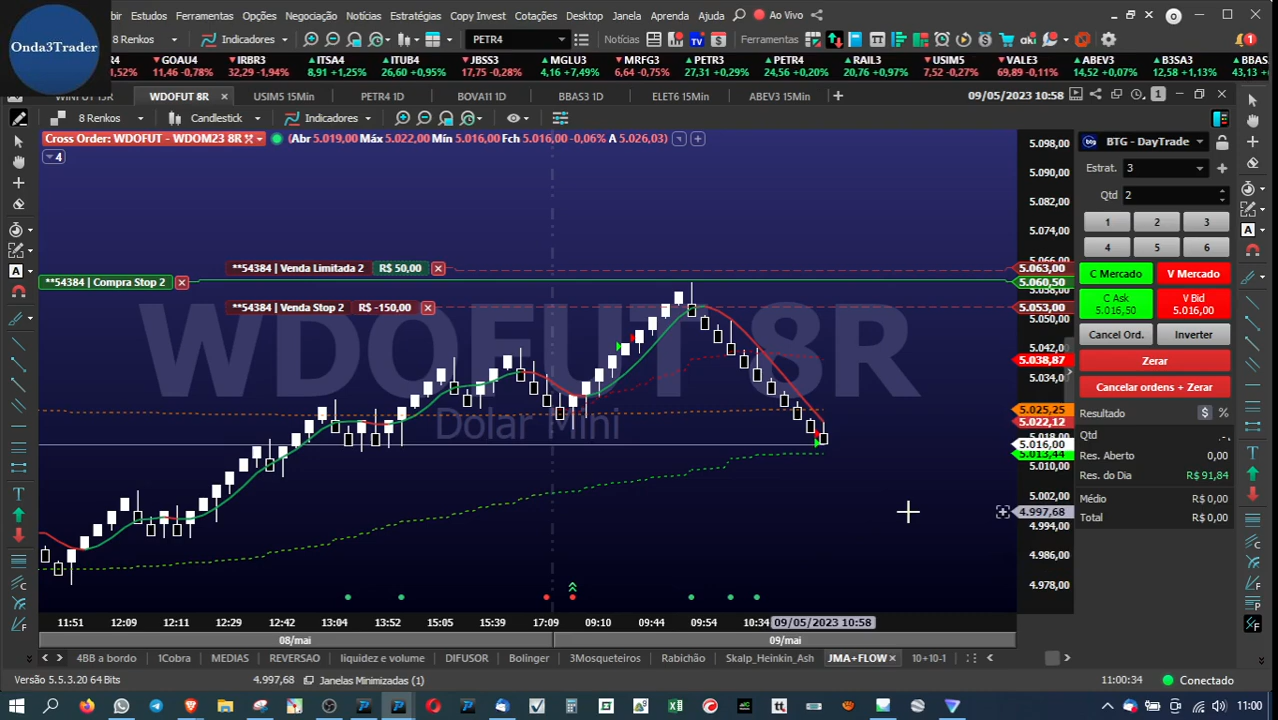 Onda3Trader
bir Estudos Ferramentas Opções Negociação Notícias Estratégias Copy Invest Cotações Desktop Janela Aprenda Ajuda Ao Vivo
8 Renkos Indicadores PETR4 Notícias Ferramentas
R4 GOAU4 IRBR3 ITSA4 ITUB4 JBSS3 MGLU3 MRFG3 PETR3 PETR4 RAIL3 USIM5 VALE3 ABEV3 B3SA3 BBAS
1,52% 11,46 -0,78% 32,29 -1,94% 8,91 +1,25% 26,60 +0,95% 17,75 -0,28% 4,16 +7,49% 6,64 -0,75% 27,31 +0,29% 24,56 +0,20% 20,76 +0,97% 7,52 -0,27% 69,89 -0,11% 14,52 +0,07% 12,58 +1,13% 43,13
WINFUT 8R WDOFUT 8R USIM5 15Min PETR4 1D BOVA11 1D BBAS3 1D ELET6 15Min ABEV3 15Min 09/05/2023 10:58 1
8 Renkos Candlestick Indicadores
Cross Order: WDOFUT - WDOM23 8R (Abr 5.019,00 Máx 5.022,00 Mín 5.016,00 Fch 5.016,00 -0,06% A 5.026,03)
4
BTG - DayTrade
Estrat. 3
Qtd 2
1 2 3
4 5 6
C Mercado V Mercado
C Ask V Bid
5.016,50 5.016,00
Cancel Ord. Inverter
Zerar
Cancelar ordens + Zerar
Resultado $ %
Qtd -.-
Res. Aberto 0,00
Res. do Dia R$ 91,84
Médio R$ 0,00
Total R$ 0,00
**54384 | Venda Limitada 2 R$ 50,00
**54384 | Compra Stop 2
**54384 | Venda Stop 2 R$ -150,00
WDOFUT 8R
Dolar Mini
5.098,00
5.090,00
5.082,00
5.074,00
5.063,00
5.060,50
5.053,00
5.050,00
5.042,00
5.038,87
5.034,00
5.025,25
5.022,12
5.016,00
5.013,44
5.010,00
5.002,00
4.997,68
4.994,00
4.986,00
4.978,00
11:51 12:09 12:11 12:29 12:42 13:04 13:52 15:05 15:39 17:09 09:10 09:44 09:54 10:34 09/05/2023 10:58
08/mai 09/mai
4BB a bordo 1Cobra MEDIAS REVERSAO liquidez e volume DIFUSOR Bolinger 3Mosqueteiros Rabichão Skalp_Heinkin_Ash JMA+FLOW 10+10-1
Versão 5.5.3.20 64 Bits 4.997,68 Janelas Minimizadas (1) 11:00:34 Conectado
11:00